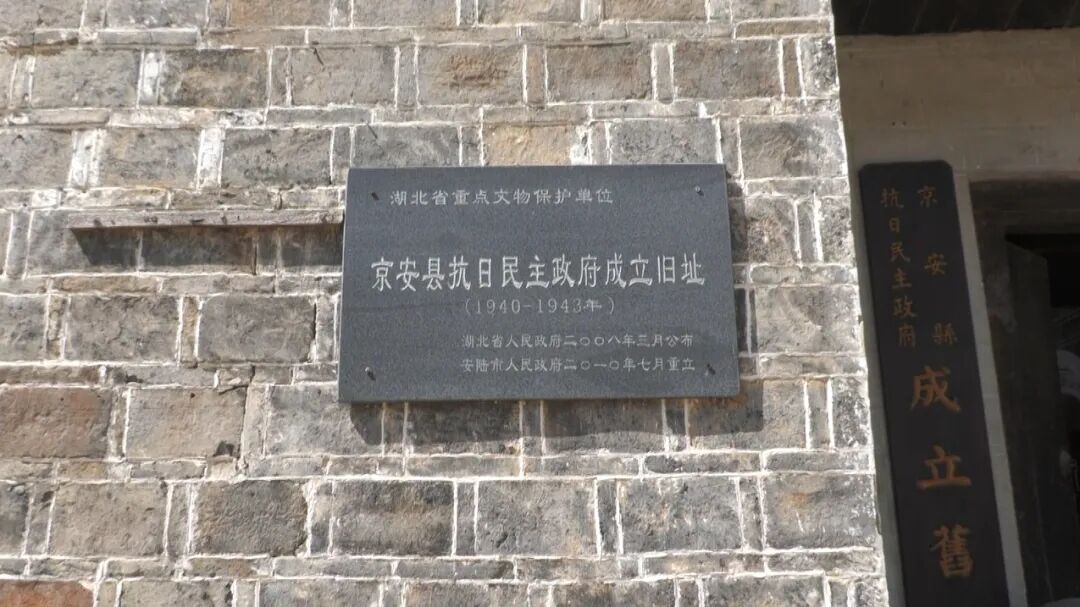 湖北省重点文物保护单位
京安县抗日民主政府成立旧址
(1940-1943年)
湖北省人民政府二〇〇八年三月公布
安陆市人民政府二〇一〇年七月重立
京安縣
抗日民主政府
成立舊